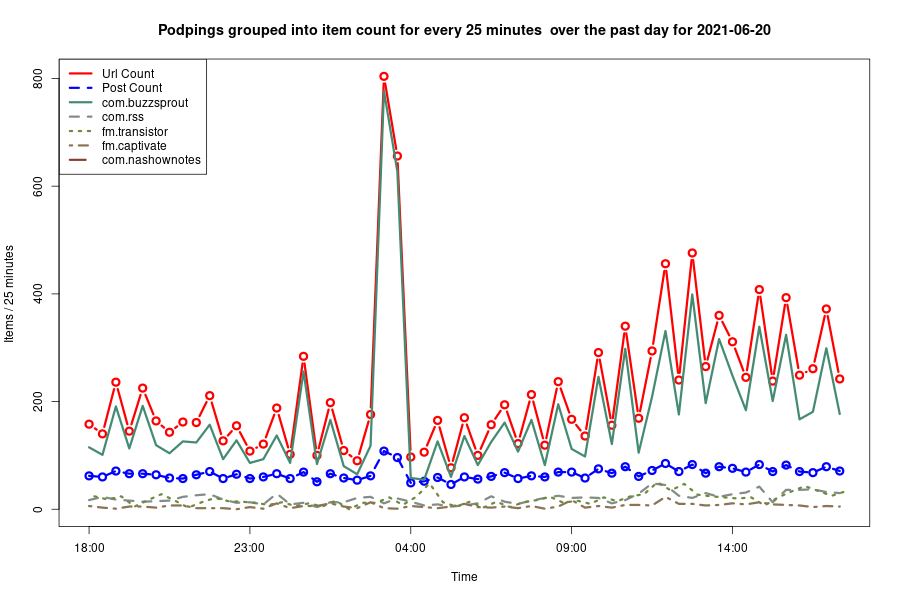 Podpings grouped into item count for every 25 minutes  over the past day for 2021-06-20
Url Count
Post Count
com.buzzsprout
com.rss
fm.transistor
fm.captivate
com.nashownotes
Items / 25 minutes
800
600
400
200
0
18:00 23:00 04:00 09:00 14:00
Time